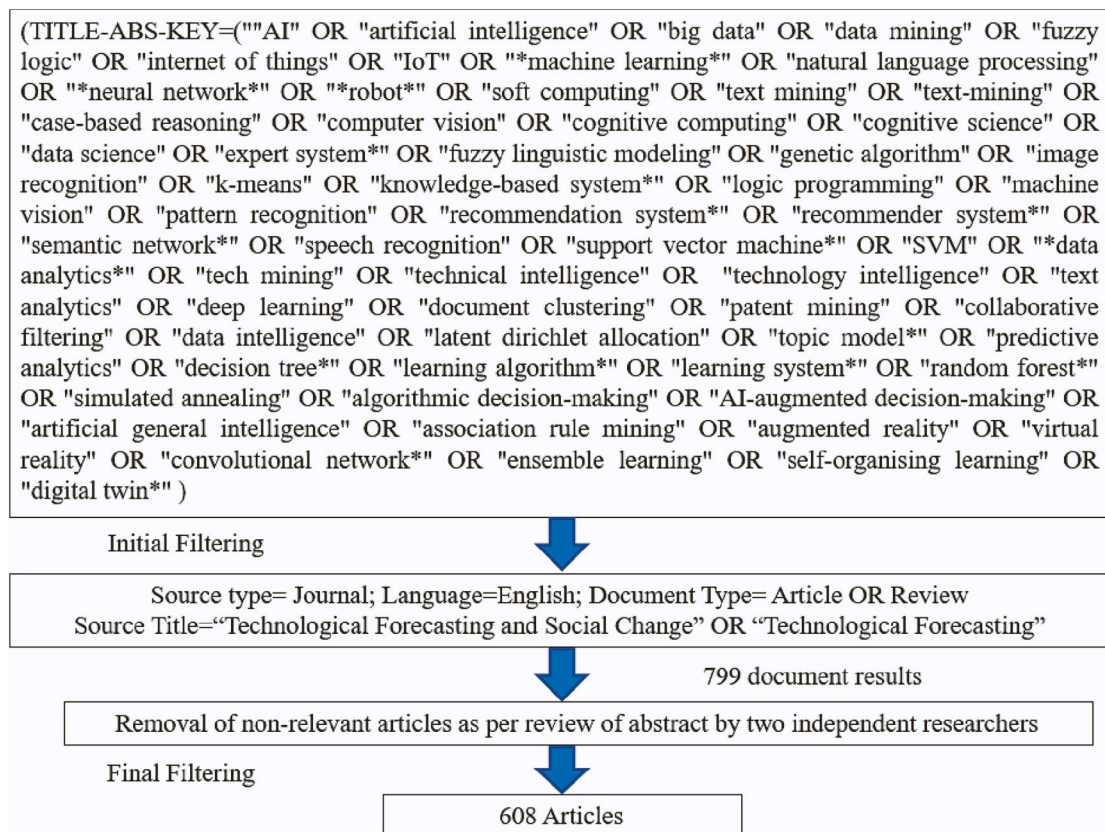 (TITLE-ABS-KEY=(""AI" OR "artificial intelligence" OR "big data" OR "data mining" OR "fuzzy
logic" OR "internet of things" OR "IoT" OR "*machine learning*" OR "natural language processing"
OR "*neural network*" OR "*robot*" OR "soft computing" OR "text mining" OR "text-mining" OR
"case-based reasoning" OR "computer vision" OR "cognitive computing" OR "cognitive science" OR
"data science" OR "expert system*" OR "fuzzy linguistic modeling" OR "genetic algorithm" OR "image
recognition" OR "k-means" OR "knowledge-based system*" OR "logic programming" OR "machine
vision" OR "pattern recognition" OR "recommendation system*" OR "recommender system*" OR
"semantic network*" OR "speech recognition" OR "support vector machine*" OR "SVM" OR "*data
analytics*" OR "tech mining" OR "technical intelligence" OR "technology intelligence" OR "text
analytics" OR "deep learning" OR "document clustering" OR "patent mining" OR "collaborative
filtering" OR "data intelligence" OR "latent dirichlet allocation" OR "topic model*" OR "predictive
analytics" OR "decision tree*" OR "learning algorithm*" OR "learning system*" OR "random forest*"
OR "simulated annealing" OR "algorithmic decision-making" OR "AI-augmented decision-making" OR
"artificial general intelligence" OR "association rule mining" OR "augmented reality" OR "virtual
reality" OR "convolutional network*" OR "ensemble learning" OR "self-organising learning" OR
"digital twin*" )
Initial Filtering
Source type= Journal; Language=English; Document Type= Article OR Review
Source Title=“Technological Forecasting and Social Change” OR “Technological Forecasting”
799 document results
Removal of non-relevant articles as per review of abstract by two independent researchers
Final Filtering
608 Articles